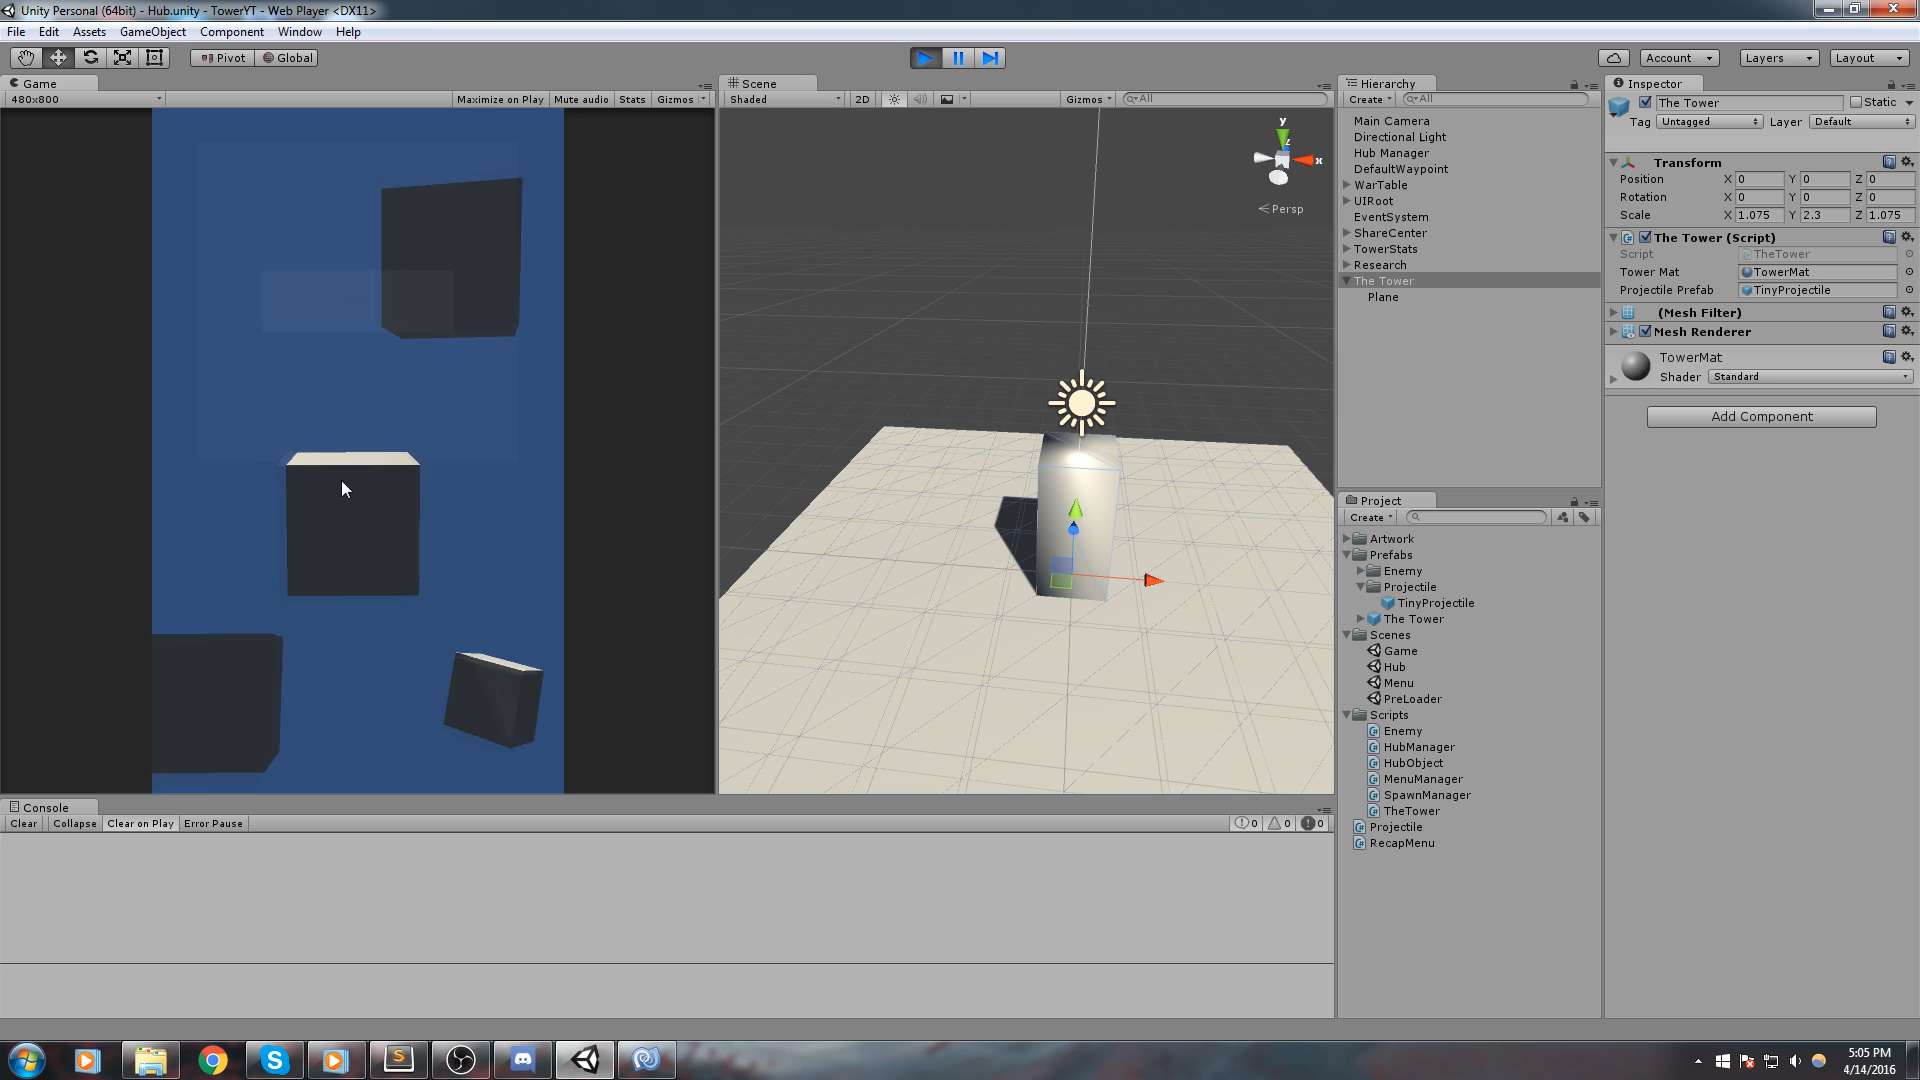 Unity Personal (64bit) - Hub.unity - TowerYT - Web Player <DX11>
File Edit Assets GameObject Component Window Help
Pivot Global Account Layers Layout
Game
480x800 Maximize on Play Mute audio Stats Gizmos
Scene
Shaded 2D Gizmos All
y
x
Persp
Hierarchy
Create All
Main Camera
Directional Light
Hub Manager
DefaultWaypoint
WarTable
UIRoot
EventSystem
ShareCenter
TowerStats
Research
The Tower
Plane
Project
Create
Artwork
Prefabs
Enemy
Projectile
TinyProjectile
The Tower
Scenes
Game
Hub
Menu
PreLoader
Scripts
Enemy
HubManager
HubObject
MenuManager
SpawnManager
TheTower
Projectile
RecapMenu
Inspector
The Tower Static
Tag Untagged Layer Default
Transform
Position X 0 Y 0 Z 0
Rotation X 0 Y 0 Z 0
Scale X 1.075 Y 2.3 Z 1.075
The Tower (Script)
Script TheTower
Tower Mat TowerMat
Projectile Prefab TinyProjectile
(Mesh Filter)
Mesh Renderer
TowerMat
Shader Standard
Add Component
Console
Clear Collapse Clear on Play Error Pause 0 0 0
5:05 PM
4/14/2016